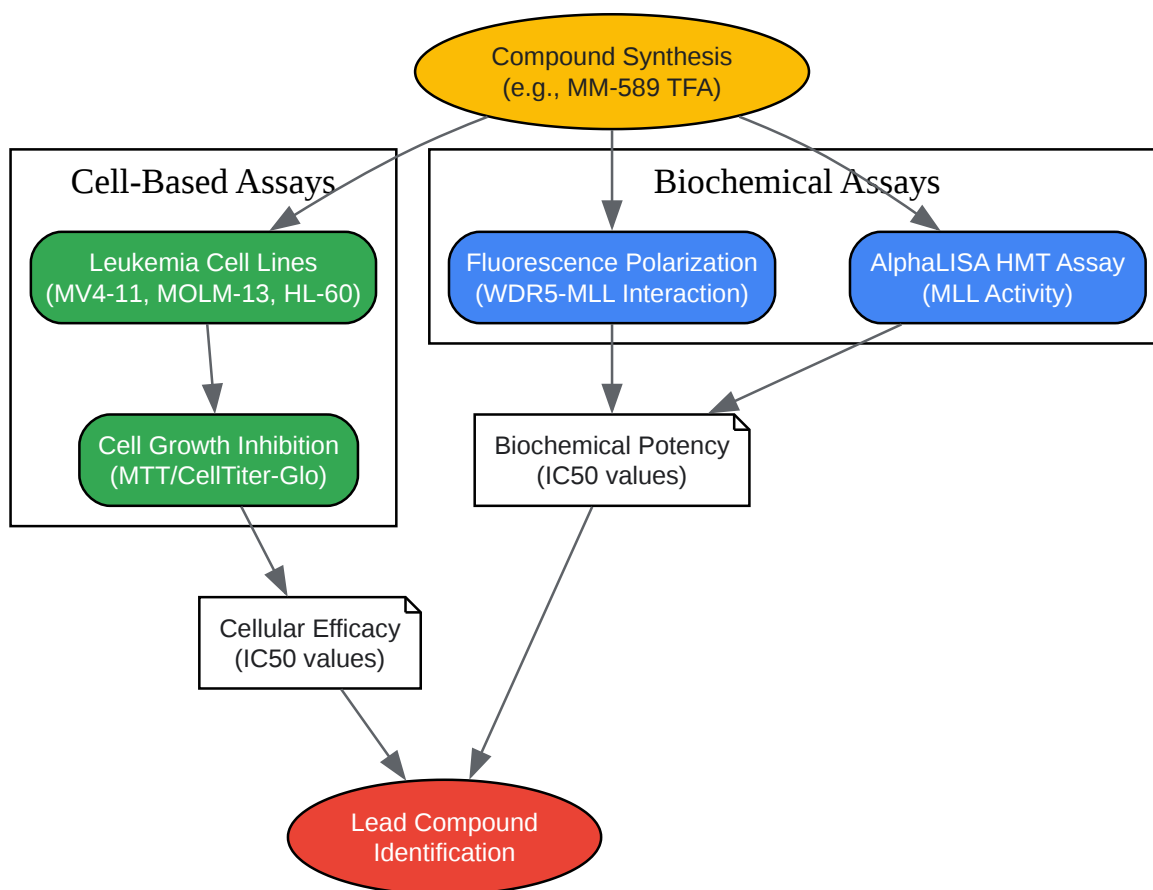 Compound Synthesis
(e.g., MM-589 TFA)
Cell-Based Assays
Biochemical Assays
Leukemia Cell Lines
(MV4-11, MOLM-13, HL-60)
Fluorescence Polarization
(WDR5-MLL Interaction)
AlphaLISA HMT Assay
(MLL Activity)
Cell Growth Inhibition
(MTT/CellTiter-Glo)
Biochemical Potency
(IC50 values)
Cellular Efficacy
(IC50 values)
Lead Compound
Identification